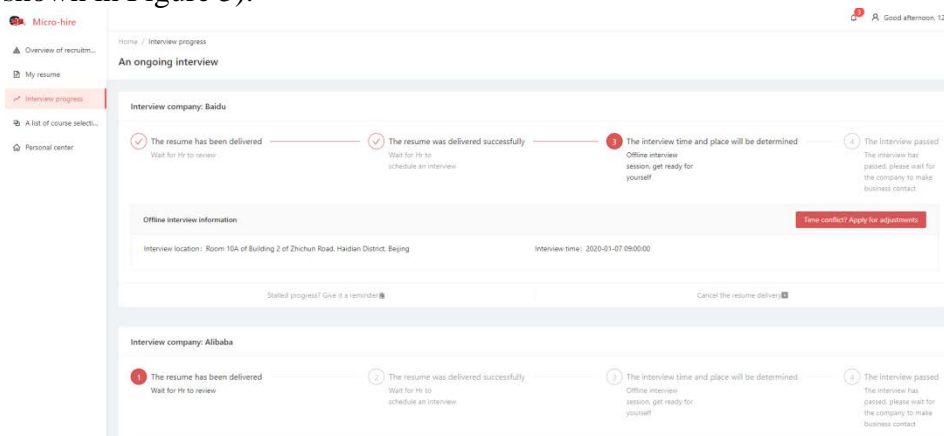 shown in Figure 5).
Micro-hire
5
Good afternoon, 12
Overview of recruitm...
My resume
Interview progress
A list of course selecti...
Personal center
Home / Interview progress
An ongoing interview
Interview company: Baidu
The resume has been delivered
Wait for Hr to review
The resume was delivered successfully
Wait for Hr to
schedule an interview
3 The interview time and place will be determined
Offline interview
session, get ready for
yourself
4 The interview passed
The interview has
passed, please wait for
the company to make
business contact
Offline interview information
Time conflict? Apply for adjustments
Interview location: Room 10A of Building 2 of Zhichun Road, Haidian District, Beijing
Interview time: 2020-01-07 09:00:00
Stalled progress? Give it a reminder
Cancel the resume delivery
Interview company: Alibaba
1 The resume has been delivered
Wait for Hr to review
2 The resume was delivered successfully
Wait for Hr to
schedule an interview
3 The interview time and place will be determined
Offline interview
session, get ready for
yourself
4 The interview passed
The interview has
passed, please wait for
the company to make
business contact